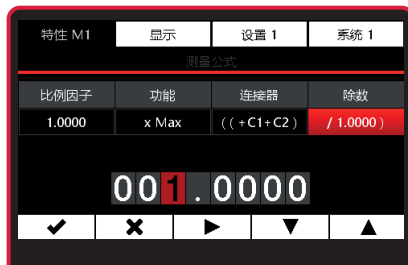 特性 M1 显示 设置 1 系统 1
测量公式
比例因子 功能 连接器 除数
1.0000 x Max ( ( +C1+C2 ) / 1.0000 )
001.0000